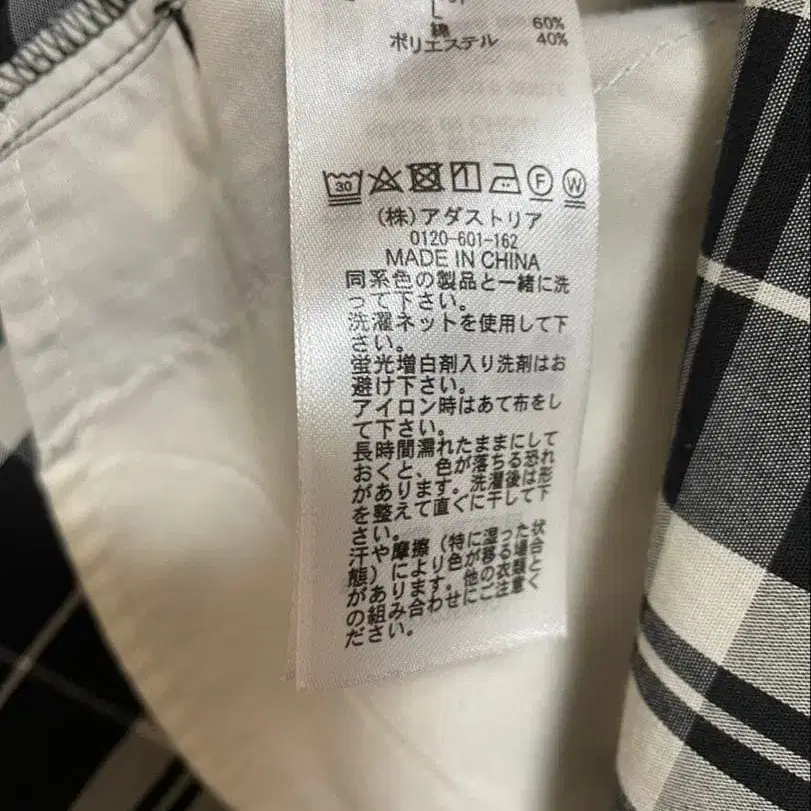 L
綿 60%
ポリエステル 40%
30 F W
(株)アダストリア
0120-601-162
MADE IN CHINA
同系色の製品と一緒に洗
って下さい。
洗濯ネットを使用して下
さい。
蛍光増白剤入り洗剤はお
避け下さい。
アイロン時はあて布をし
て下さい。
長時間濡れたままにして
おくと、色が落ちる恐れ
があります。洗濯後は形
を整えて直ぐに干して下
さい。
汗や摩擦(特に湿った状
態)により色が移る場合と
があります。他の衣類と
の組み合わせにご注意く
ださい。